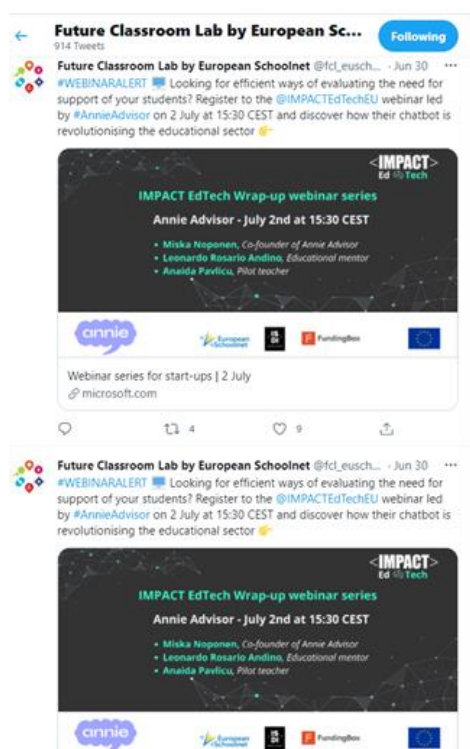 Future Classroom Lab by European Sc...
914 Tweets
Following
Future Classroom Lab by European Schoolnet @fcl_eusch... · Jun 30 ...
#WEBINARALERT 🖥️ Looking for efficient ways of evaluating the need for
support of your students? Register to the @IMPACTEdTechEU webinar led
by #AnnieAdvisor on 2 July at 15:30 CEST and discover how their chatbot is
revolutionising the educational sector 👉
<IMPACT>
Ed Tech
IMPACT EdTech Wrap-up webinar series
Annie Advisor - July 2nd at 15:30 CEST
• Miska Noponen, Co-founder of Annie Advisor
• Leonardo Rosario Andino, Educational mentor
• Anaida Pavlicu, Pilot teacher
annie
European Schoolnet
ISDI
FundingBox
Webinar series for start-ups | 2 July
microsoft.com
4
9
Future Classroom Lab by European Schoolnet @fcl_eusch... · Jun 30 ...
#WEBINARALERT 🖥️ Looking for efficient ways of evaluating the need for
support of your students? Register to the @IMPACTEdTechEU webinar led
by #AnnieAdvisor on 2 July at 15:30 CEST and discover how their chatbot is
revolutionising the educational sector 👉
<IMPACT>
Ed Tech
IMPACT EdTech Wrap-up webinar series
Annie Advisor - July 2nd at 15:30 CEST
• Miska Noponen, Co-founder of Annie Advisor
• Leonardo Rosario Andino, Educational mentor
• Anaida Pavlicu, Pilot teacher
annie
European
FundingBox